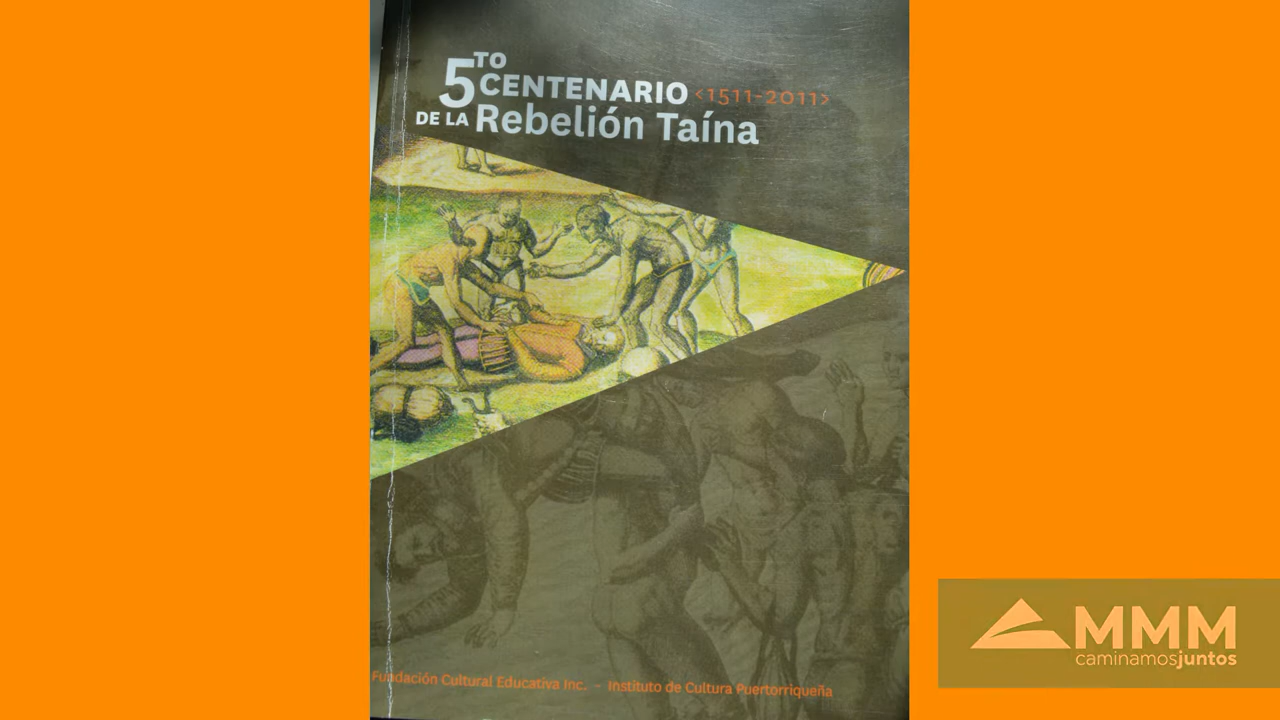 5TO
CENTENARIO <1511-2011>
DE LA Rebelión Taína
Fundación Cultural Educativa Inc. - Instituto de Cultura Puertorriqueña
MMM
caminamosjuntos